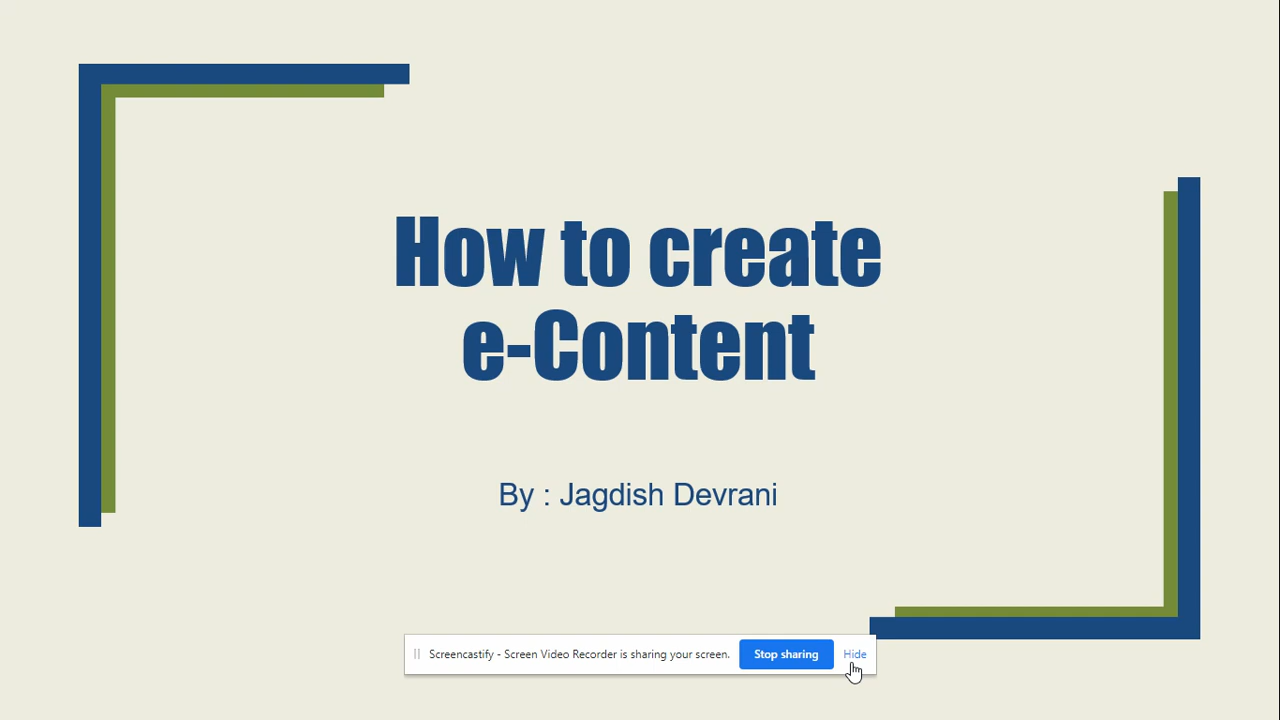 How to create
e-Content
By : Jagdish Devrani
Screencastify - Screen Video Recorder is sharing your screen. Stop sharing Hide